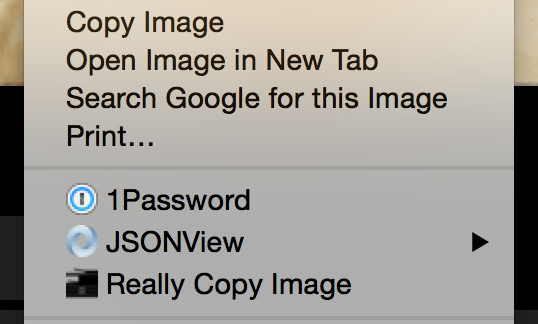 Copy Image
Open Image in New Tab
Search Google for this Image
Print…
1Password
JSONView
Really Copy Image